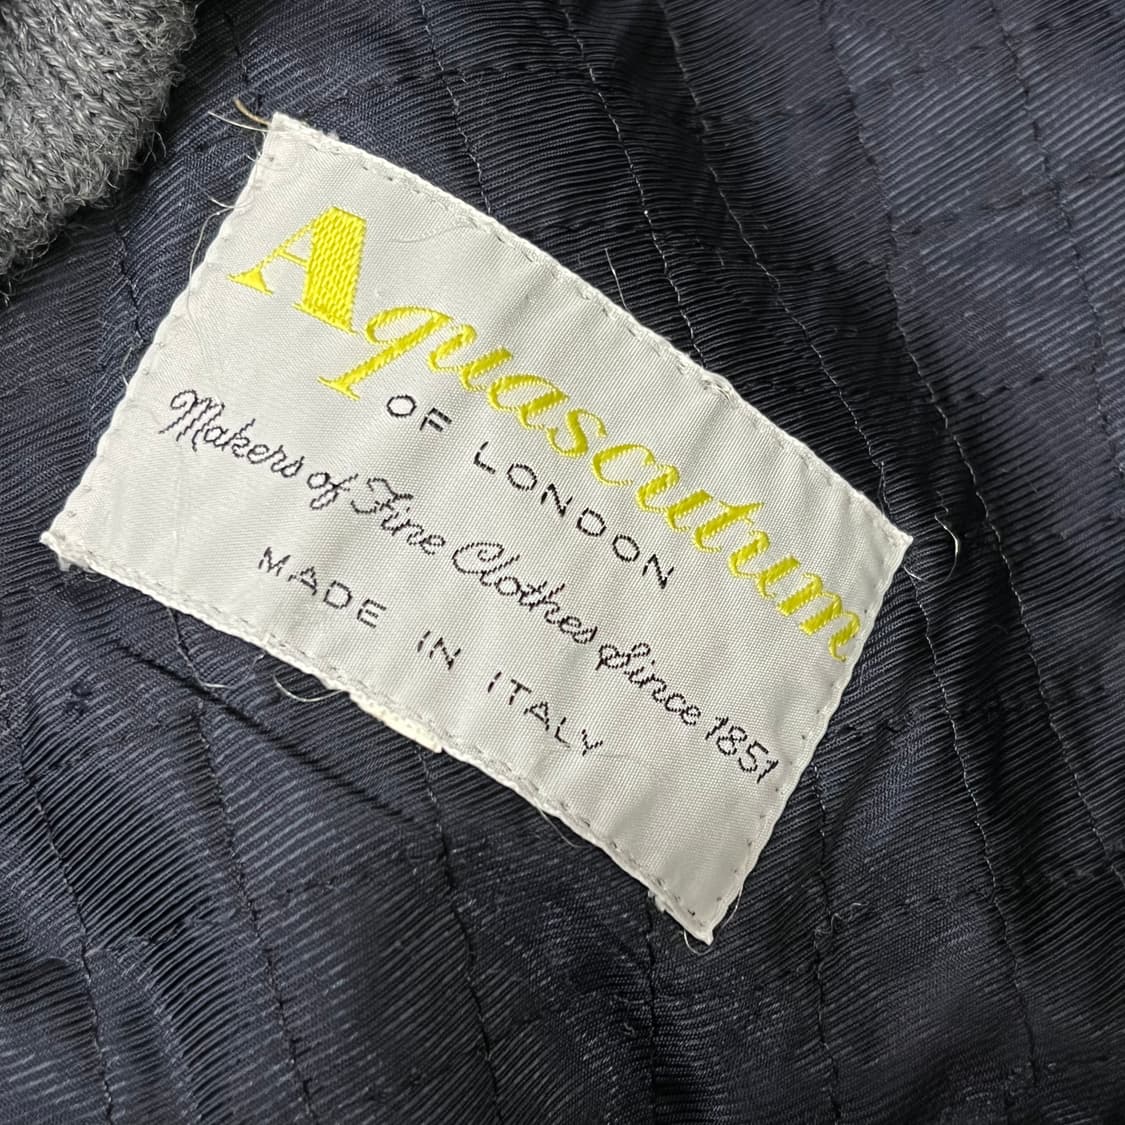 Aquascutum
OF LONDON
Makers of Fine Clothes Since 1851
MADE IN ITALY